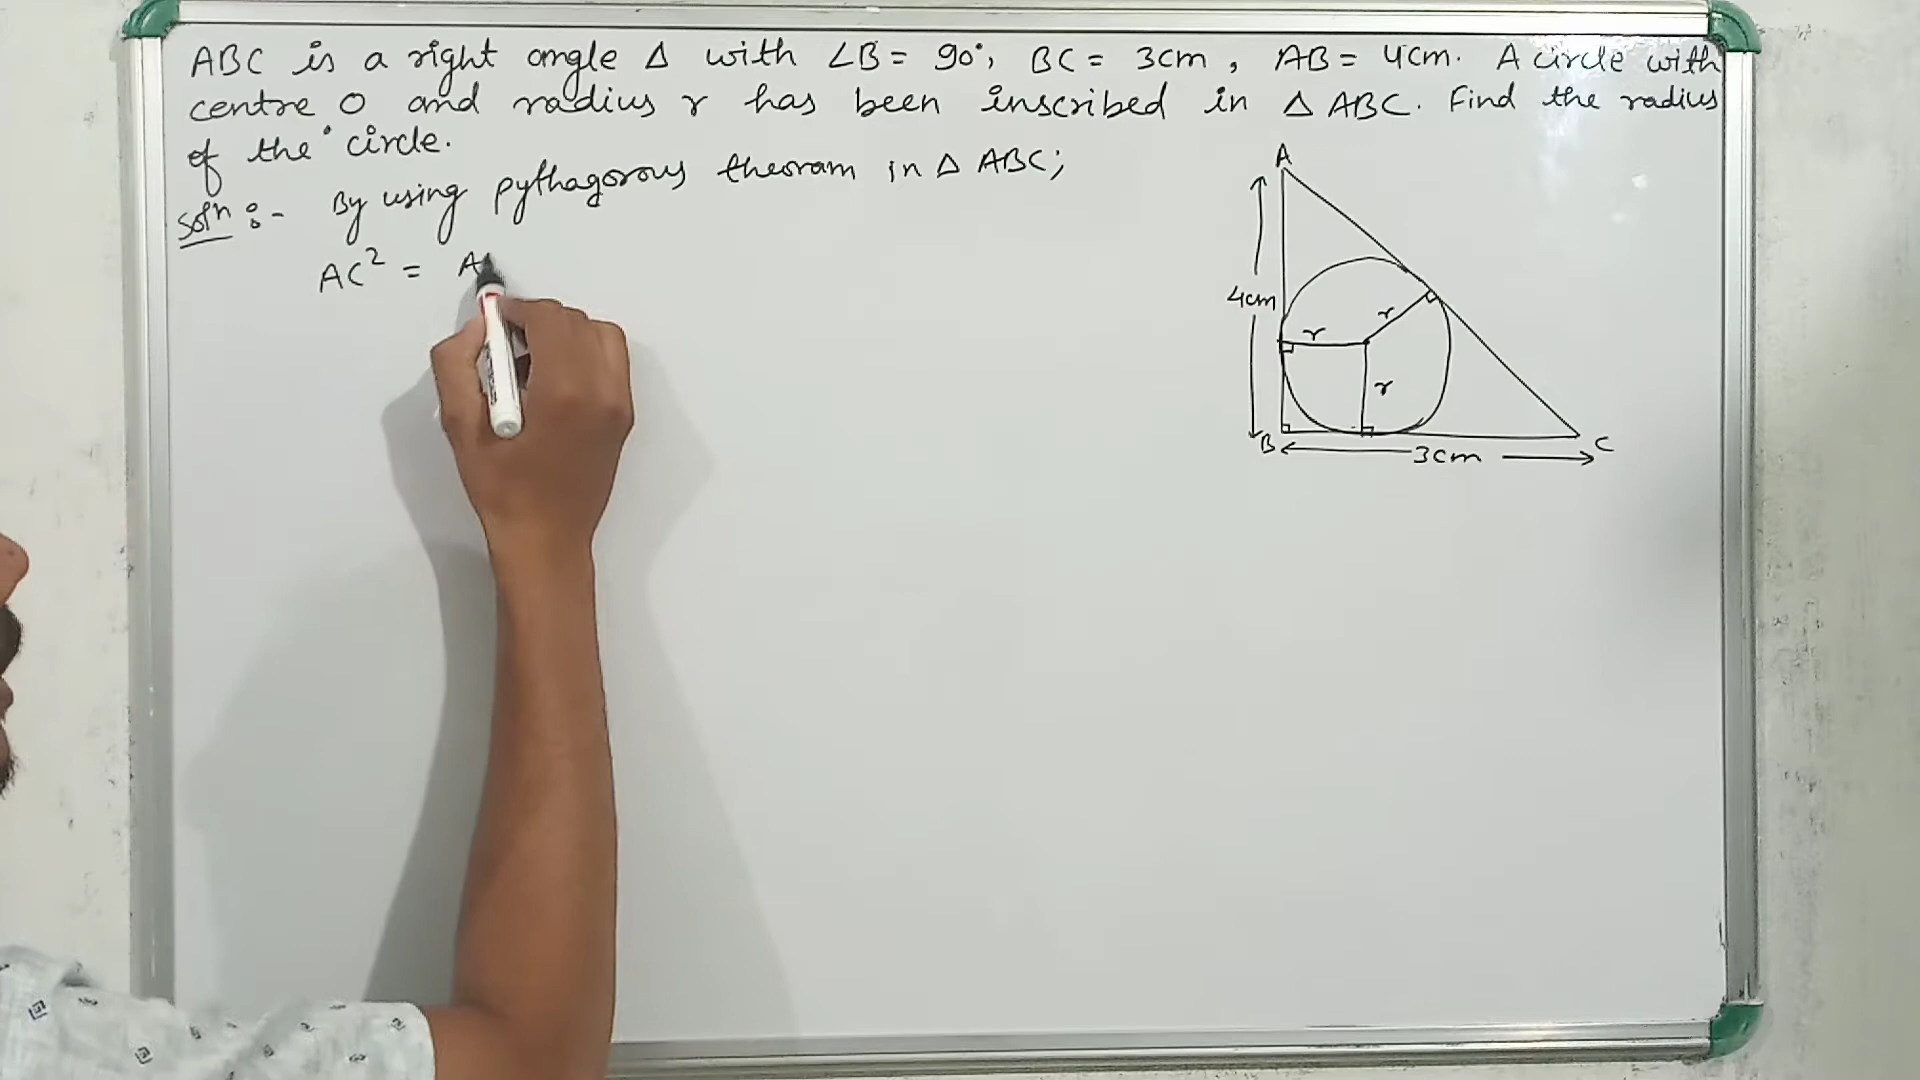 ABC is a right angle Δ with ∠B = 90°, BC = 3cm, AB = 4cm. A circle with
centre O and radius r has been inscribed in Δ ABC. Find the radius
of the circle.
Soln :- By using pythagorous theoram in Δ ABC;
AC² = A
A
4cm
r
r
r
B
3cm
C